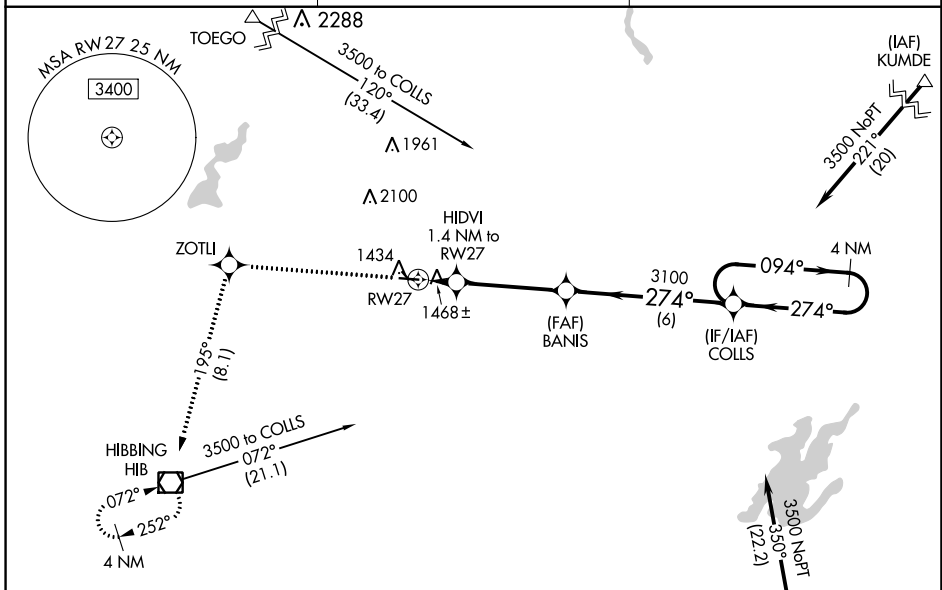 2288
TOEGO
3500 to COLLS
120°
(33.4)
MSA RW27 25 NM
3400
(IAF)
KUMDE
3500 NoPT
221°
(20)
1961
2100
HIDVI
1.4 NM to
RW27
ZOTLI
1434
RW27
1468±
(FAF)
BANIS
3100
274°
(6)
(IF/IAF)
COLLS
094°
4 NM
274°
195°
(8.1)
HIBBING
HIB
3500 to COLLS
072°
(21.1)
072°
252°
4 NM
3500 NoPT
350°
(22.2)